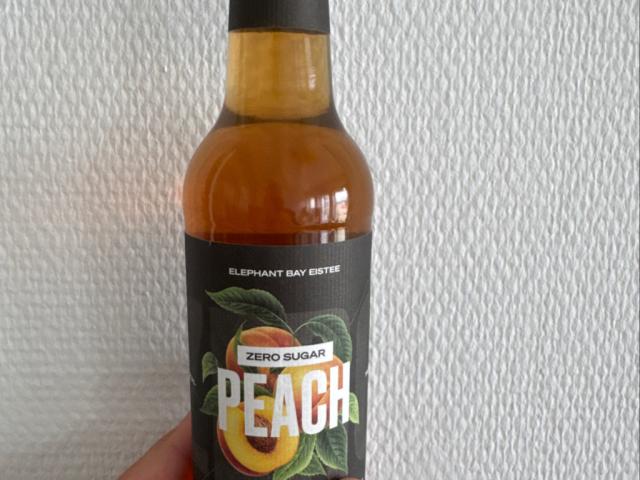 ELEPHANT BAY EISTEE
ZERO SUGAR
PEACH